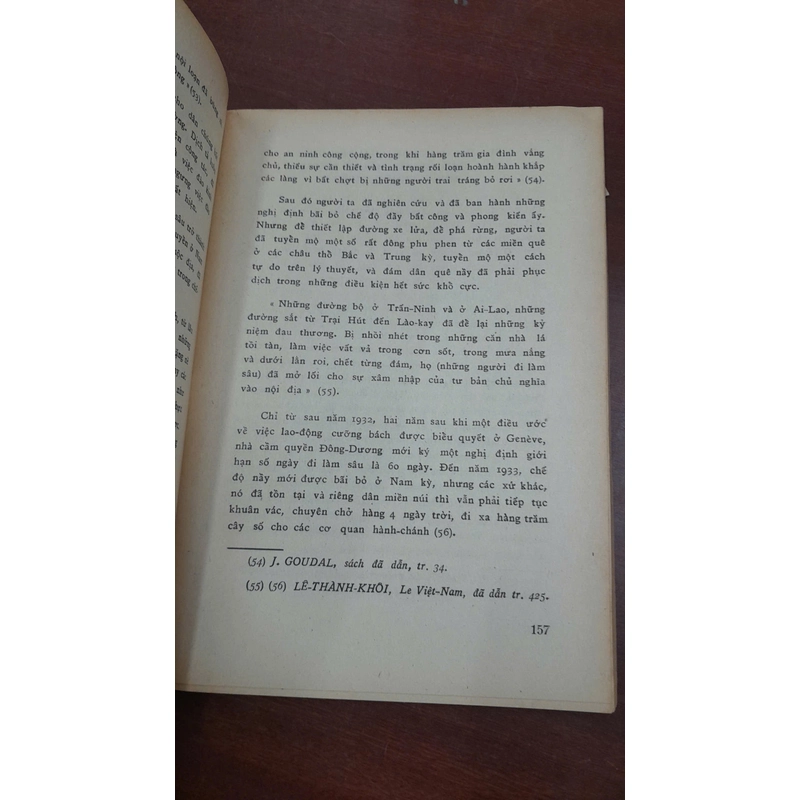 nội loạn đã
» (53).
cho an ninh công cộng, trong khi hàng trăm gia đình vắng
chủ, thiếu sự cần thiết và tình trạng rối loạn hoành hành khắp
các làng vì bất chợt bị những người trai tráng bỏ rơi » (54).
Sau đó người ta đã nghiên cứu và đã ban hành những
nghị định bãi bỏ chế độ đầy bất công và phong kiến ấy.
Nhưng để thiết lập đường xe lửa, để phá rừng, người ta
đã tuyển mộ một số rất đông phu phen từ các miền quê
ở các châu thổ Bắc và Trung kỳ, tuyển mộ một cách
tự do trên lý thuyết, và đám dân quê nầy đã phải phục
dịch trong những điều kiện hết sức khổ cực.
« Những đường bộ ở Trấn-Ninh và ở Ai-Lao, những
đường sắt từ Trại Hút đến Lào-kay đã để lại những kỷ
niệm đau thương. Bị nhồi nhét trong những căn nhà lá
tồi tàn, làm việc vất vả trong cơn sốt, trong mưa nắng
và dưới lằn roi, chết từng đám, họ (những người đi làm
sâu) đã mở lối cho sự xâm nhập của tư bản chủ nghĩa
vào nội địa » (55).
Chỉ từ sau năm 1932, hai năm sau khi một điều ước
về việc lao-động cưỡng bách được biểu quyết ở Genève,
nhà cầm quyền Đông-Dương mới ký một nghị định giới
hạn số ngày đi làm sâu là 60 ngày. Đến năm 1933, chế
độ nầy mới được bãi bỏ ở Nam kỳ, nhưng các xứ khác,
nó đã tồn tại và riêng dân miền núi thì vẫn phải tiếp tục
khuân vác, chuyên chở hàng 4 ngày trời, đi xa hàng trăm
cây số cho các cơ quan hành-chánh (56).
(54) J. GOUDAL, sách đã dẫn, tr. 34.
(55) (56) LÊ-THÀNH-KHÔI, Le Việt-Nam, đã dẫn tr. 425.
157